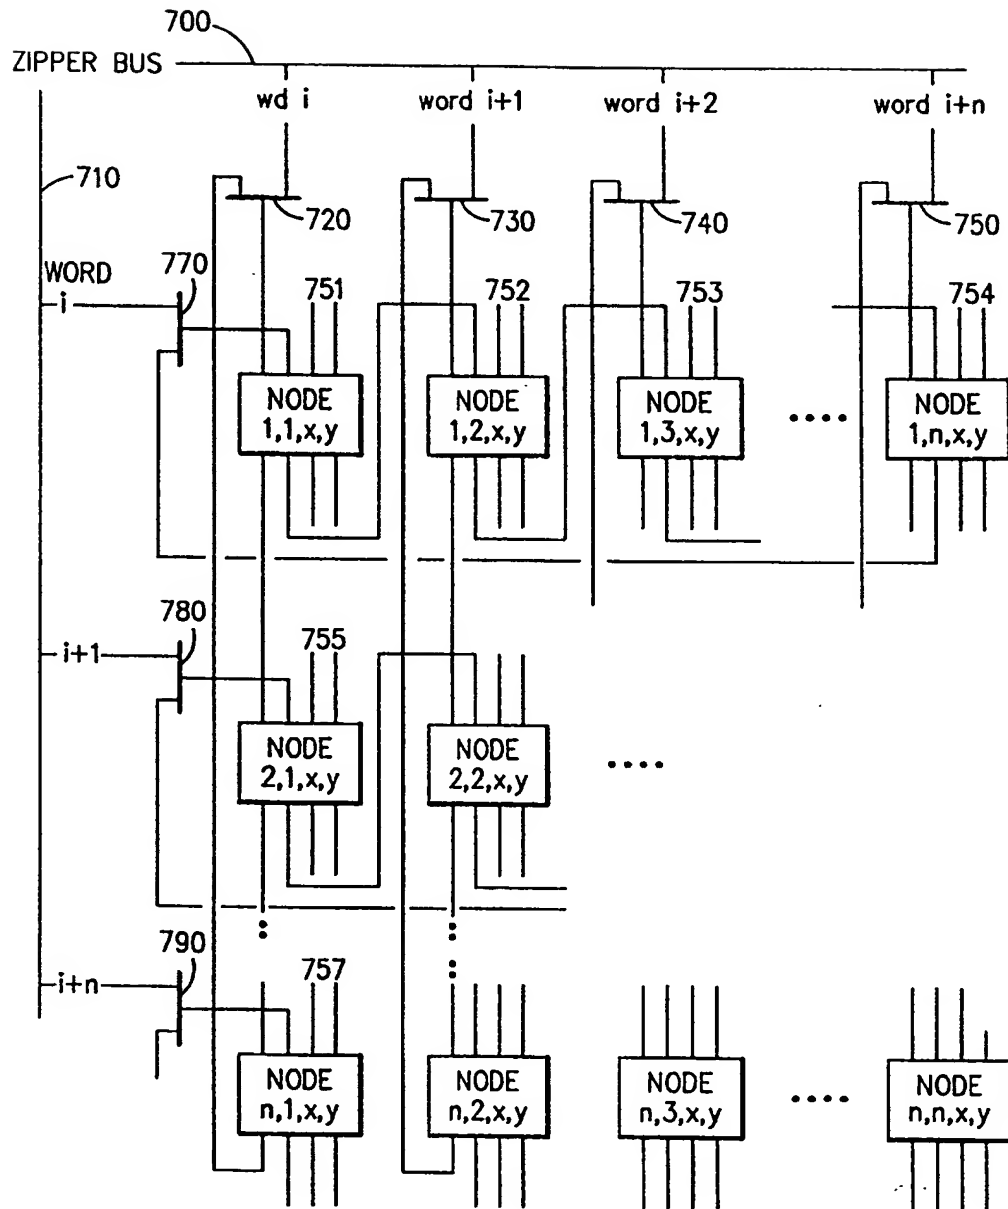 700
ZIPPER BUS
wd i word i+1 word i+2 word i+n
710
720 730 740 750
WORD 770
i 751 752 753 754
NODE NODE NODE NODE
1,1,x,y 1,2,x,y 1,3,x,y 1,n,x,y
780
i+1 755
NODE NODE
2,1,x,y 2,2,x,y
790
i+n 757
NODE NODE NODE NODE
n,1,x,y n,2,x,y n,3,x,y n,n,x,y